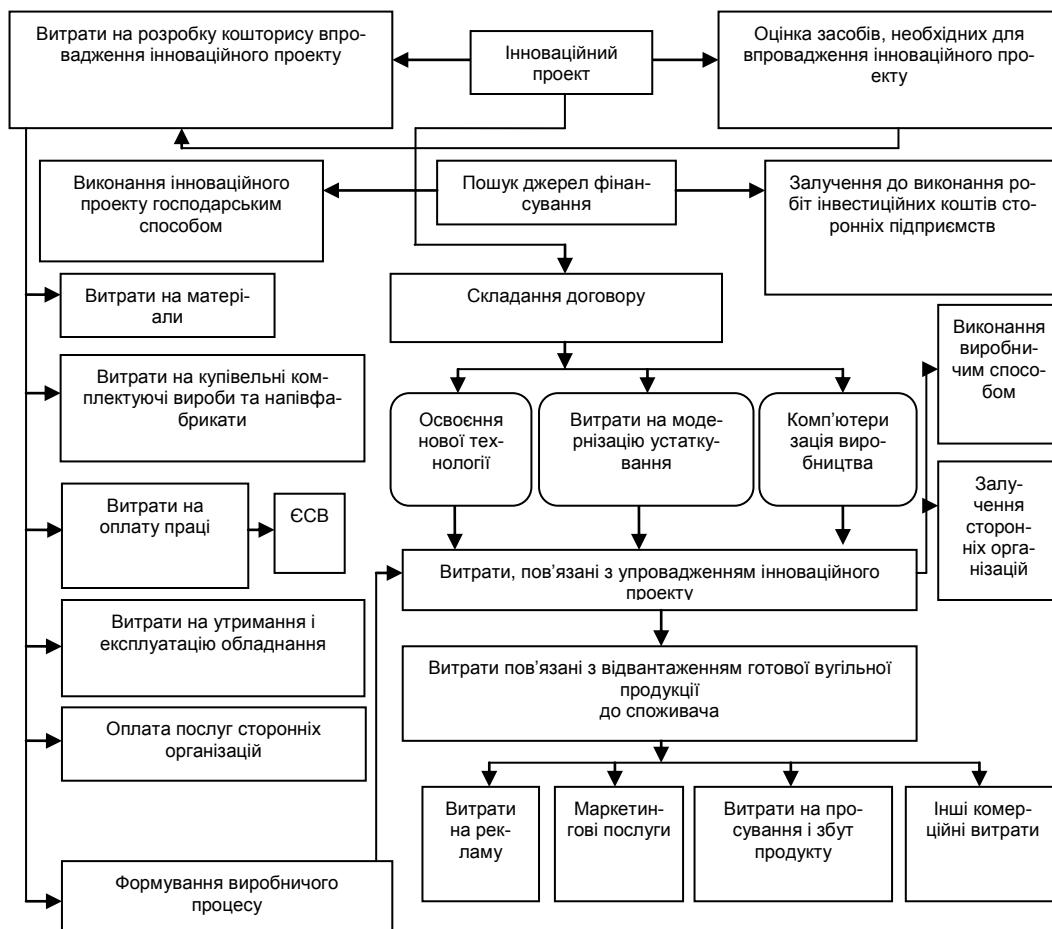 Витрати на розробку кошторису впро-
вадження інноваційного проекту
Інноваційний
проект
Оцінка засобів, необхідних для
впровадження інноваційного про-
екту
Виконання інноваційного
проекту господарським
способом
Пошук джерел фінан-
сування
Залучення до виконання ро-
біт інвестиційних коштів сто-
ронніх підприємств
Витрати на матері-
али
Складання договору
Виконання
виробни-
чим спосо-
бом
Витрати на купівельні ком-
плектуючі вироби та напівфа-
брикати
Освоєння
нової тех-
нології
Витрати на моде-
рнізацію устатку-
вання
Комп’ютери
зація виро-
бництва
Витрати на
оплату праці
ЄСВ
Залу-
чення
сторон-
ніх орга-
нізацій
Витрати, пов’язані з упровадженням інноваційного
проекту
Витрати на утримання і
експлуатацію обладнання
Витрати пов’язані з відвантаженням готової вугільної
продукції
до споживача
Оплата послуг сторонніх
організацій
Витрати
на рек-
ламу
Маркетин-
гові послуги
Витрати на про-
сування і збут
продукту
Інші комер-
ційні витрати
Формування виробничого
процесу